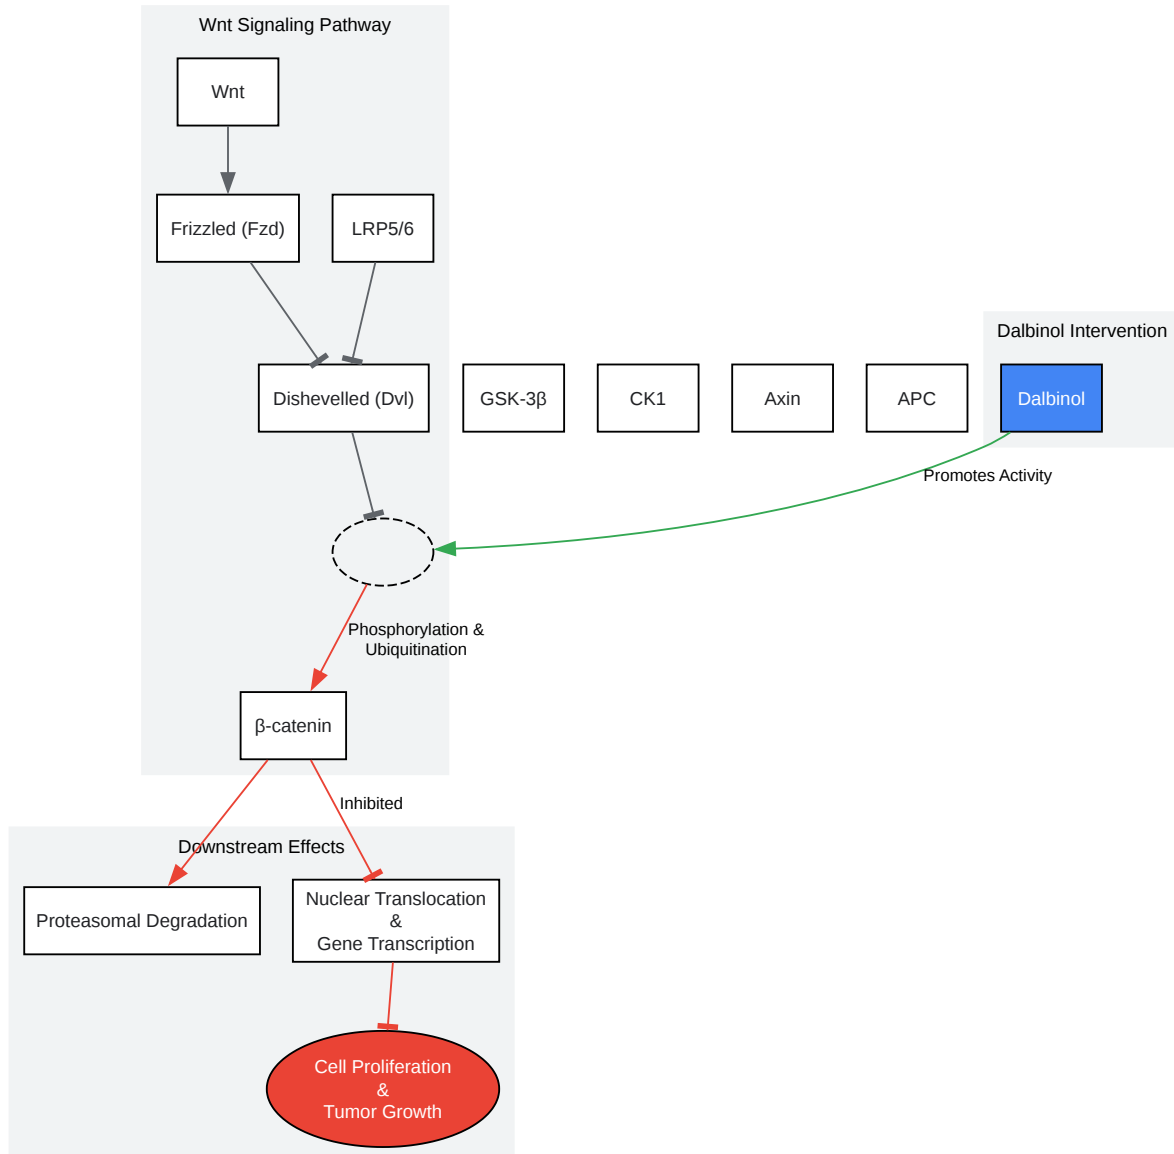 Wnt Signaling Pathway
Wnt
Frizzled (Fzd)
LRP5/6
Dalbinol Intervention
Dishevelled (Dvl)
GSK-3β
CK1
Axin
APC
Dalbinol
Promotes Activity
Phosphorylation &
Ubiquitination
β-catenin
Inhibited
Downstream Effects
Proteasomal Degradation
Nuclear Translocation
&
Gene Transcription
Cell Proliferation
&
Tumor Growth